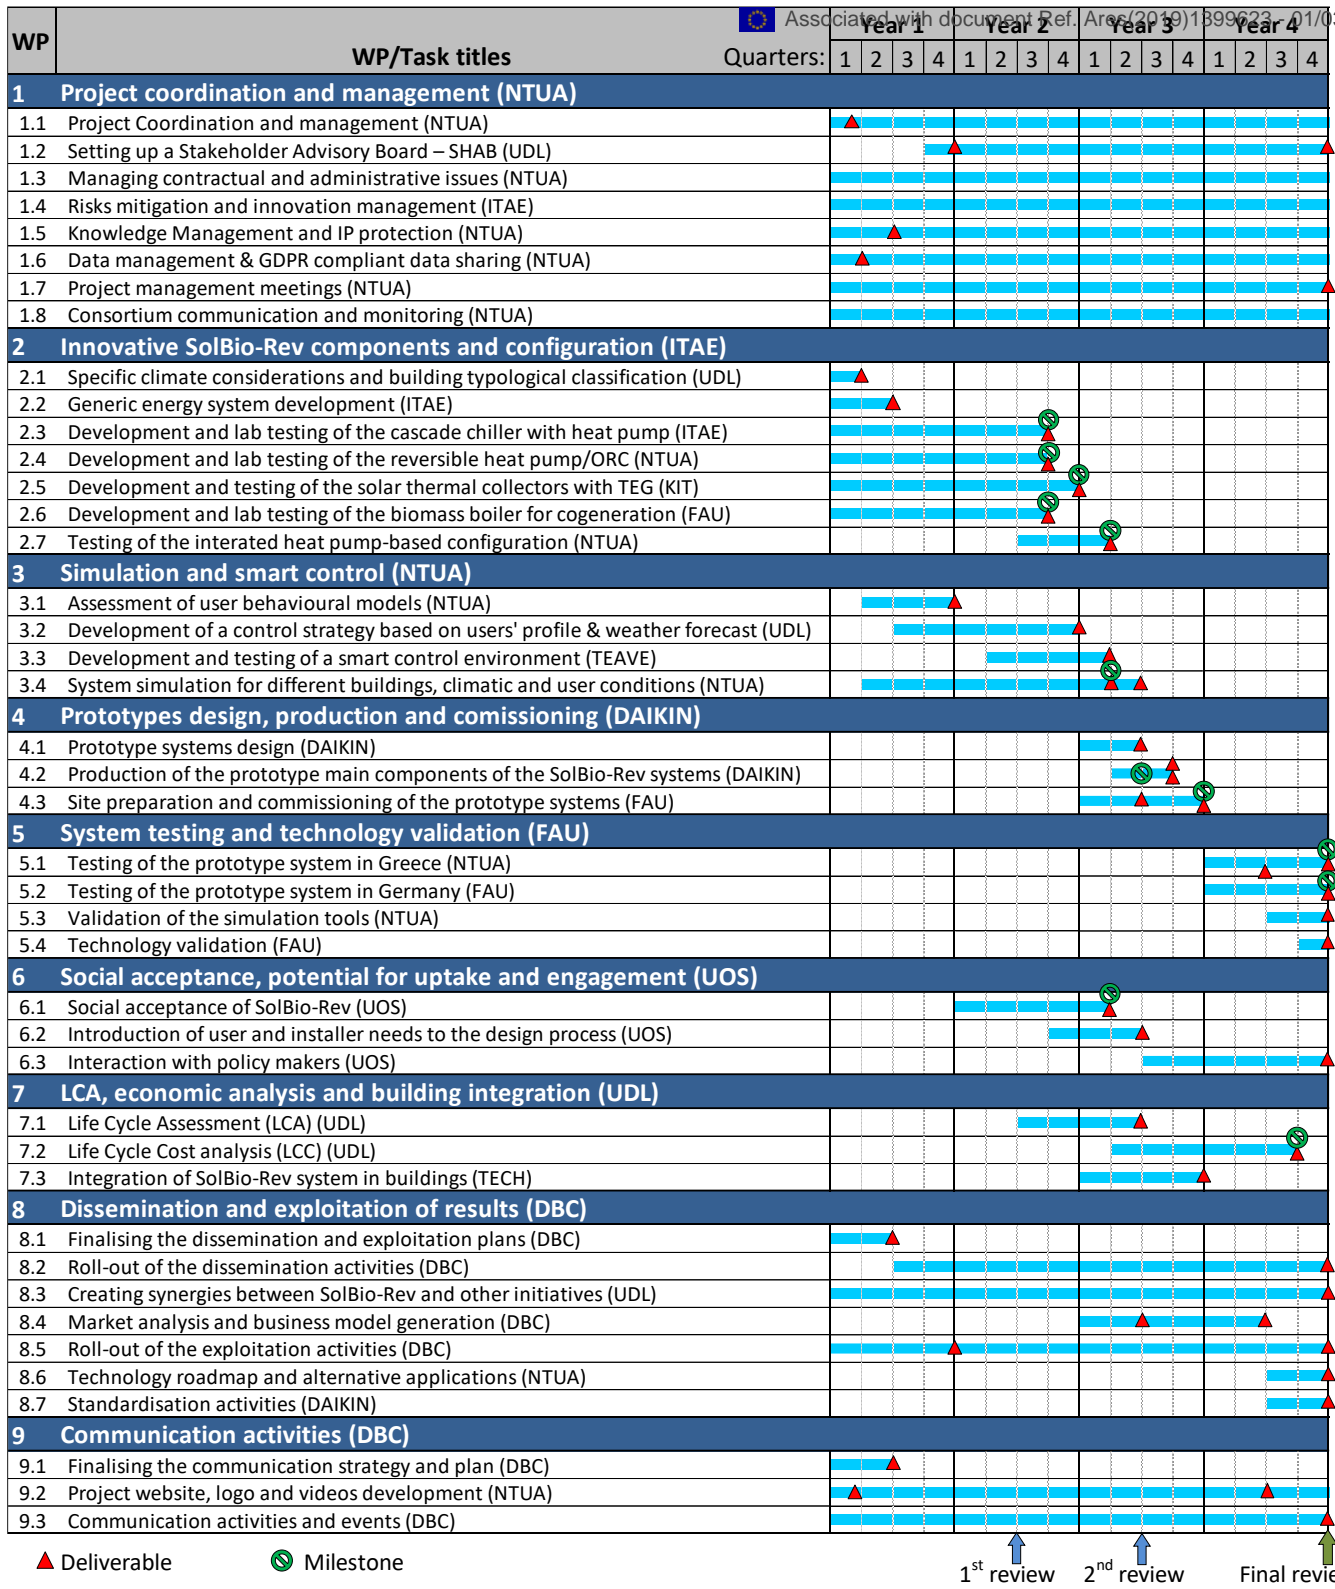 Associated with document Ref. Ares(2019)1399623 - 01/03
WP WP/Task titles Quarters: Year 1 Year 2 Year 3 Year 4
1 2 3 4 1 2 3 4 1 2 3 4 1 2 3 4
1 Project coordination and management (NTUA)
1.1 Project Coordination and management (NTUA)
1.2 Setting up a Stakeholder Advisory Board – SHAB (UDL)
1.3 Managing contractual and administrative issues (NTUA)
1.4 Risks mitigation and innovation management (ITAE)
1.5 Knowledge Management and IP protection (NTUA)
1.6 Data management & GDPR compliant data sharing (NTUA)
1.7 Project management meetings (NTUA)
1.8 Consortium communication and monitoring (NTUA)
2 Innovative SolBio-Rev components and configuration (ITAE)
2.1 Specific climate considerations and building typological classification (UDL)
2.2 Generic energy system development (ITAE)
2.3 Development and lab testing of the cascade chiller with heat pump (ITAE)
2.4 Development and lab testing of the reversible heat pump/ORC (NTUA)
2.5 Development and testing of the solar thermal collectors with TEG (KIT)
2.6 Development and lab testing of the biomass boiler for cogeneration (FAU)
2.7 Testing of the interated heat pump-based configuration (NTUA)
3 Simulation and smart control (NTUA)
3.1 Assessment of user behavioural models (NTUA)
3.2 Development of a control strategy based on users' profile & weather forecast (UDL)
3.3 Development and testing of a smart control environment (TEAVE)
3.4 System simulation for different buildings, climatic and user conditions (NTUA)
4 Prototypes design, production and comissioning (DAIKIN)
4.1 Prototype systems design (DAIKIN)
4.2 Production of the prototype main components of the SolBio-Rev systems (DAIKIN)
4.3 Site preparation and commissioning of the prototype systems (FAU)
5 System testing and technology validation (FAU)
5.1 Testing of the prototype system in Greece (NTUA)
5.2 Testing of the prototype system in Germany (FAU)
5.3 Validation of the simulation tools (NTUA)
5.4 Technology validation (FAU)
6 Social acceptance, potential for uptake and engagement (UOS)
6.1 Social acceptance of SolBio-Rev (UOS)
6.2 Introduction of user and installer needs to the design process (UOS)
6.3 Interaction with policy makers (UOS)
7 LCA, economic analysis and building integration (UDL)
7.1 Life Cycle Assessment (LCA) (UDL)
7.2 Life Cycle Cost analysis (LCC) (UDL)
7.3 Integration of SolBio-Rev system in buildings (TECH)
8 Dissemination and exploitation of results (DBC)
8.1 Finalising the dissemination and exploitation plans (DBC)
8.2 Roll-out of the dissemination activities (DBC)
8.3 Creating synergies between SolBio-Rev and other initiatives (UDL)
8.4 Market analysis and business model generation (DBC)
8.5 Roll-out of the exploitation activities (DBC)
8.6 Technology roadmap and alternative applications (NTUA)
8.7 Standardisation activities (DAIKIN)
9 Communication activities (DBC)
9.1 Finalising the communication strategy and plan (DBC)
9.2 Project website, logo and videos development (NTUA)
9.3 Communication activities and events (DBC)
Deliverable Milestone 1st review 2nd review Final revie